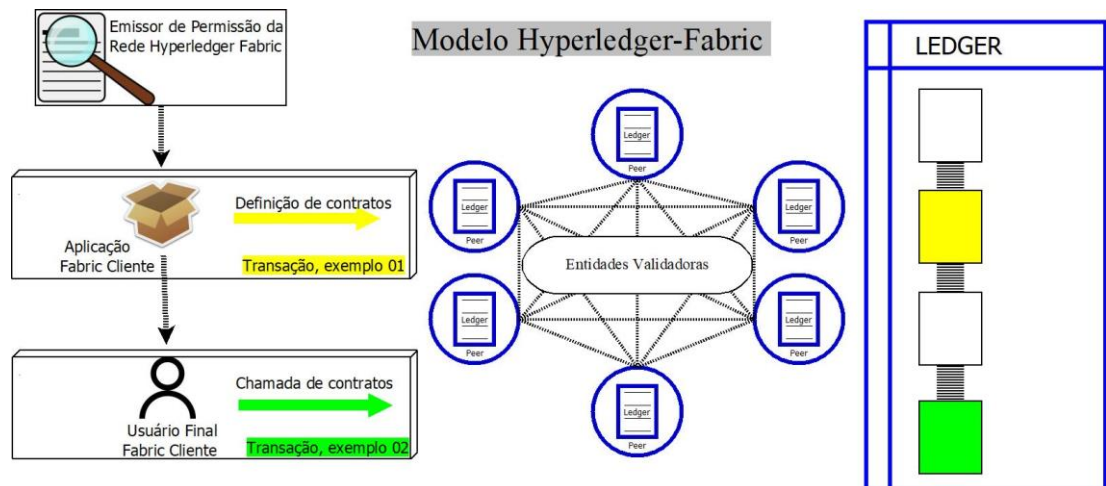 Emissor de Permissão da
Rede Hyperledger Fabric
Modelo Hyperledger-Fabric
LEDGER
Definição de contratos
Aplicação
Fabric Cliente
Transação, exemplo 01
Chamada de contratos
Usuário Final
Fabric Cliente
Transação, exemplo 02
Ledger
Peer
Ledger
Peer
Ledger
Peer
Entidades Validadoras
Ledger
Peer
Ledger
Peer
Ledger
Peer